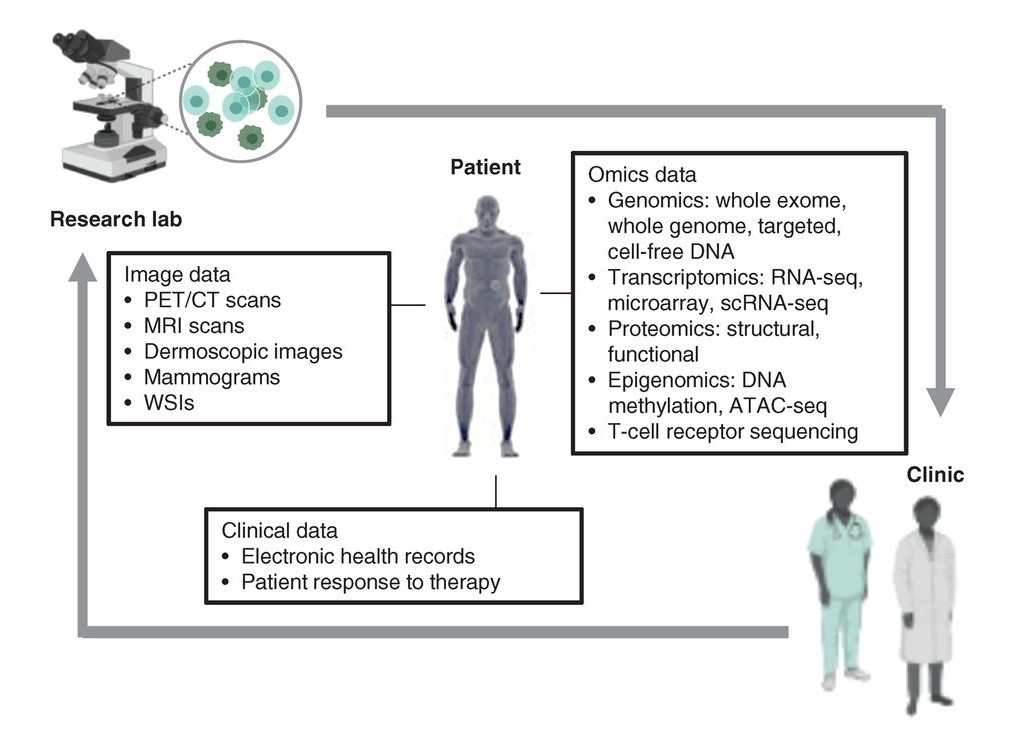 Research lab
Patient
Image data
• PET/CT scans
• MRI scans
• Dermoscopic images
• Mammograms
• WSIs
Omics data
• Genomics: whole exome,
whole genome, targeted,
cell-free DNA
• Transcriptomics: RNA-seq,
microarray, scRNA-seq
• Proteomics: structural,
functional
• Epigenomics: DNA
methylation, ATAC-seq
• T-cell receptor sequencing
Clinic
Clinical data
• Electronic health records
• Patient response to therapy